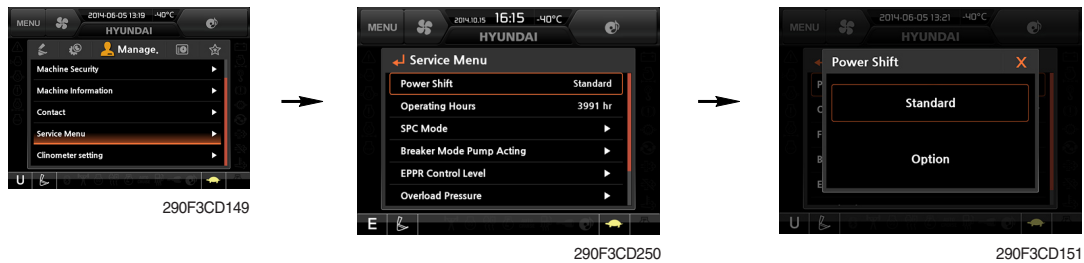 MENU 2014-06-05 13:19 -40°C
HYUNDAI
Manage.
Machine Security
Machine Information
Contact
Service Menu
Clinometer setting
U
290F3CD149
MENU 2014.10.15 16:15 -40°C
HYUNDAI
Service Menu
Power Shift Standard
Operating Hours 3991 hr
SPC Mode
Breaker Mode Pump Acting
EPPR Control Level
Overload Pressure
E
290F3CD250
MENU 2014-06-05 13:21 -40°C
HYUNDAI
Power Shift X
Standard
Option
U
290F3CD151